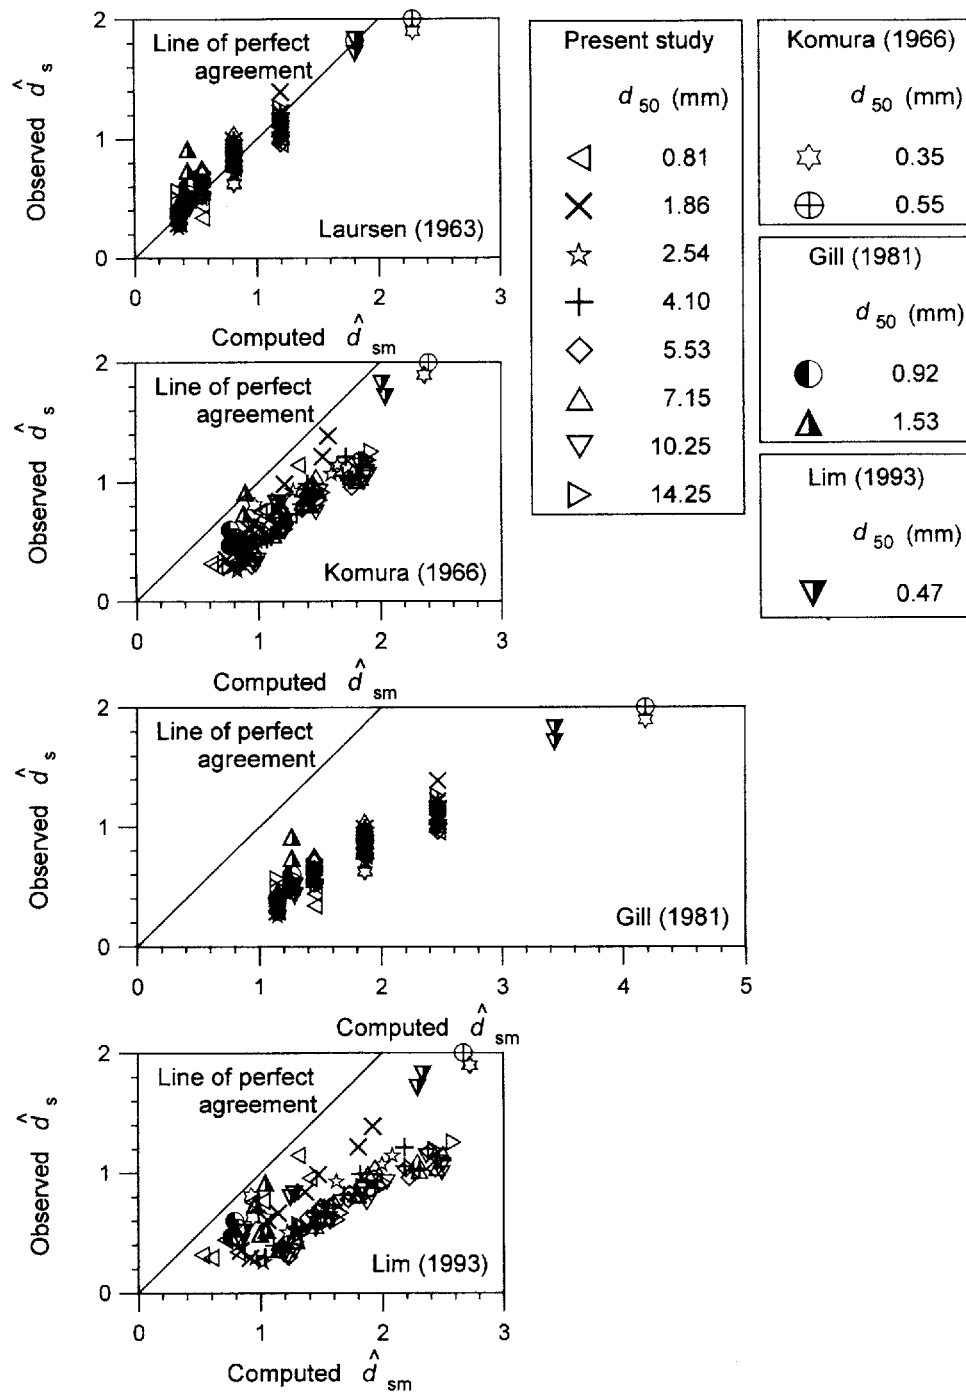 2
Line of perfect
agreement
1
Observed d̂ s
Laursen (1963)
0
0 1 2 3
Computed d̂ sm
2
Line of perfect
agreement
1
Observed d̂ s
Komura (1966)
0
0 1 2 3
Computed d̂ sm
2
Line of perfect
agreement
1
Observed d̂ s
Gill (1981)
0
0 1 2 3 4 5
Computed d̂ sm
2
Line of perfect
agreement
1
Observed d̂ s
Lim (1993)
0
0 1 2 3
Computed d̂ sm
Present study
d 50 (mm)
0.81
1.86
2.54
4.10
5.53
7.15
10.25
14.25
Komura (1966)
d 50 (mm)
0.35
0.55
Gill (1981)
d 50 (mm)
0.92
1.53
Lim (1993)
d 50 (mm)
0.47